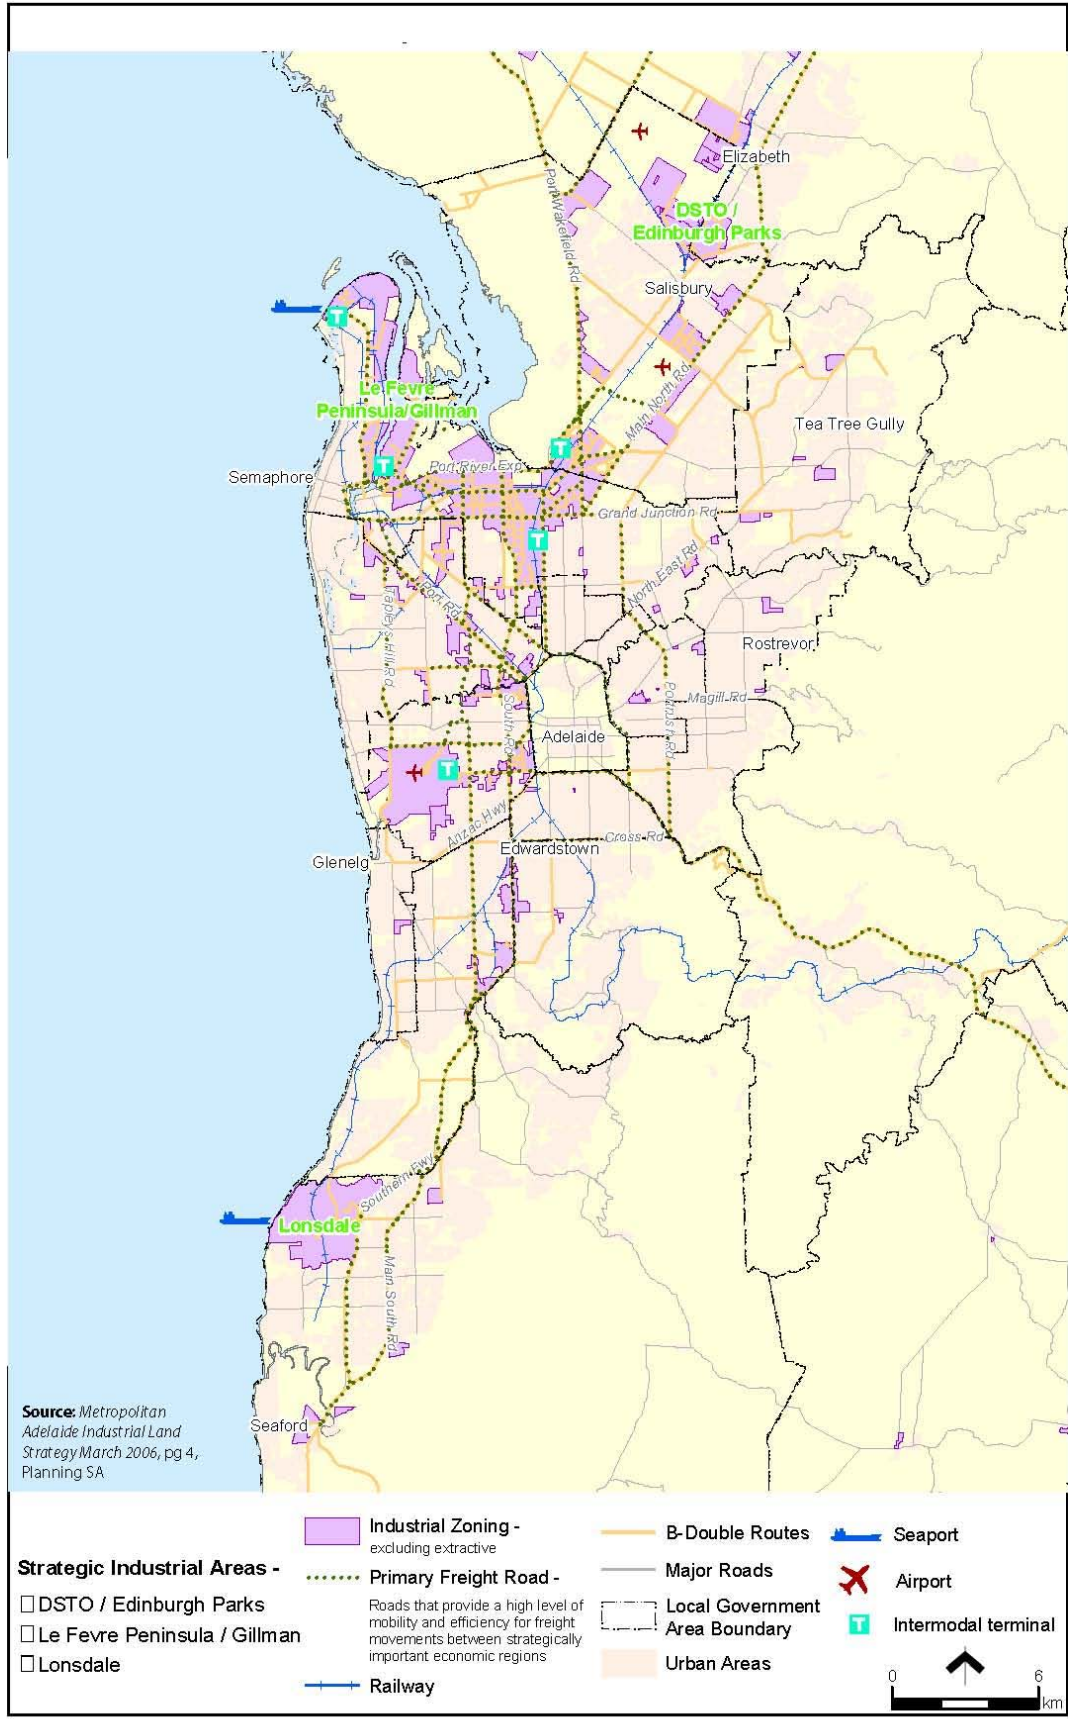 Elizabeth
DSTO /
Edinburgh Parks
Port Wakefield Rd
Salisbury
Le Fevre
Peninsula/Gillman
Main North Rd
Tea Tree Gully
Semaphore
Port River Exp
Grand Junction Rd
North East Rd
Port Rd
Tapleys Hill Rd
Rostrevor
Magill Rd
Portrush Rd
South Rd
Adelaide
Anzac Hwy
Cross Rd
Edwardstown
Glenelg
Southern Fwy
Lonsdale
Main South Rd
Seaford
Source: Metropolitan
Adelaide Industrial Land
Strategy March 2006, pg 4,
Planning SA
Strategic Industrial Areas -
DSTO / Edinburgh Parks
Le Fevre Peninsula / Gillman
Lonsdale
Industrial Zoning -
excluding extractive
Primary Freight Road -
Roads that provide a high level of
mobility and efficiency for freight
movements between strategically
important economic regions
Railway
B-Double Routes
Major Roads
Local Government
Area Boundary
Urban Areas
Seaport
Airport
T Intermodal terminal
0 6
km
T
T
T
T
T